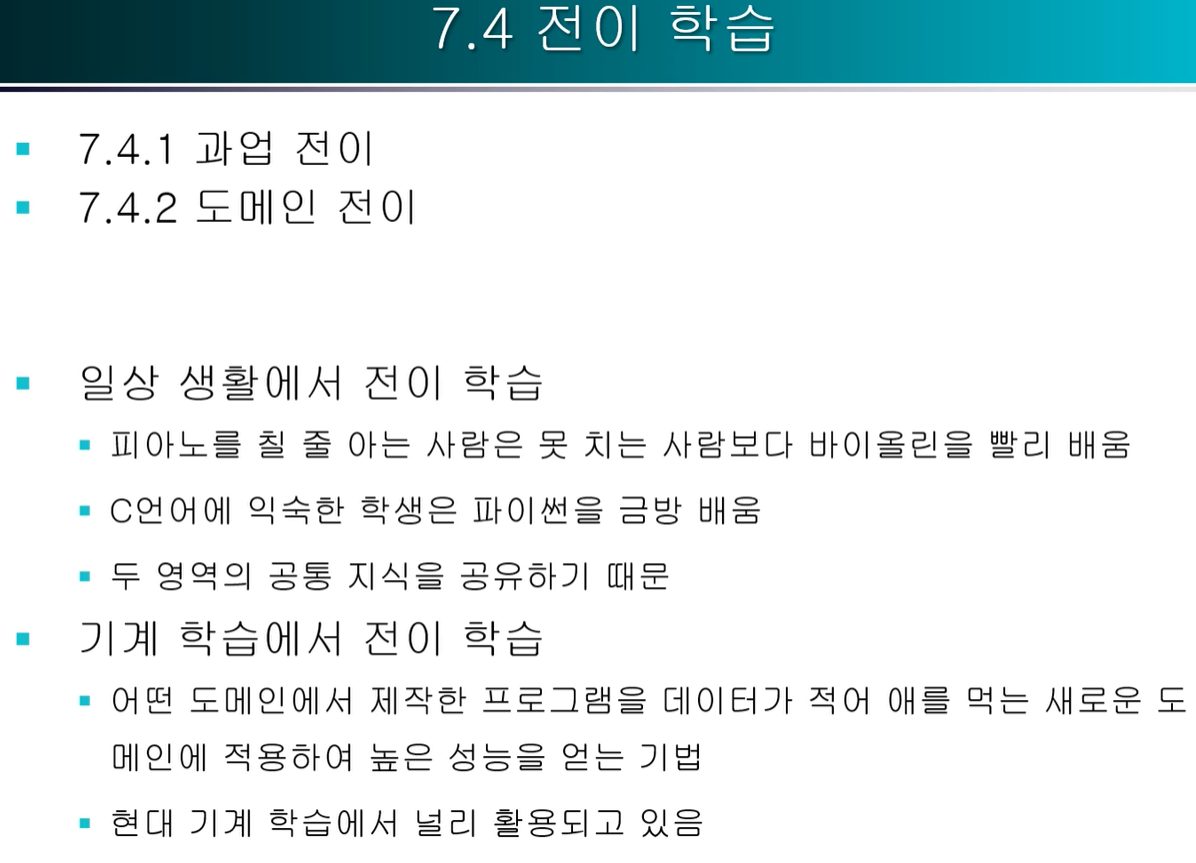 7.4 전이 학습
7.4.1 과업 전이
7.4.2 도메인 전이
일상 생활에서 전이 학습
피아노를 칠 줄 아는 사람은 못 치는 사람보다 바이올린을 빨리 배움
C언어에 익숙한 학생은 파이썬을 금방 배움
두 영역의 공통 지식을 공유하기 때문
기계 학습에서 전이 학습
어떤 도메인에서 제작한 프로그램을 데이터가 적어 애를 먹는 새로운 도
메인에 적용하여 높은 성능을 얻는 기법
현대 기계 학습에서 널리 활용되고 있음